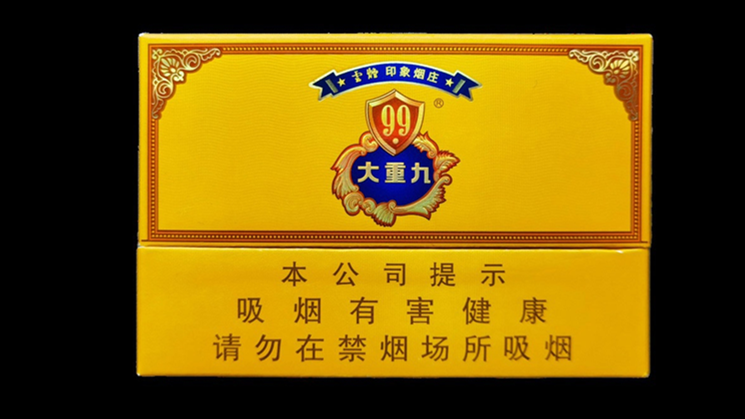 ★云岭 印象烟庄★
99
®
大重九
本公司提示
吸烟有害健康
请勿在禁烟场所吸烟